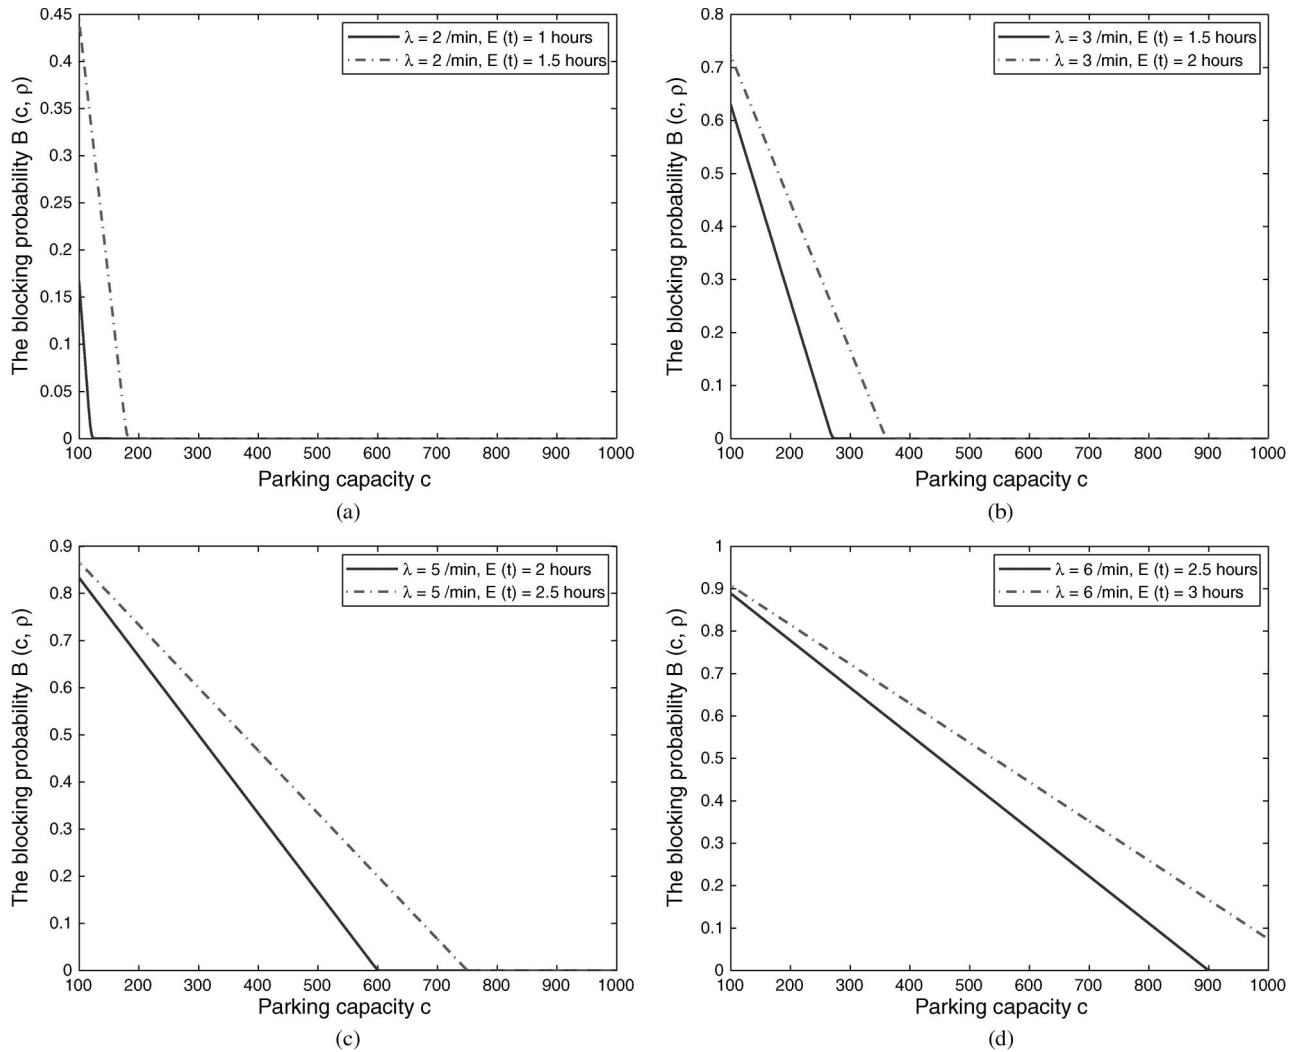 0.45
0.4
0.35
0.3
0.25
0.2
0.15
0.1
0.05
0
The blocking probability B (c, ρ)
λ = 2 /min, E (t) = 1 hours
λ = 2 /min, E (t) = 1.5 hours
100 200 300 400 500 600 700 800 900 1000
Parking capacity c
(a)
0.8
0.7
0.6
0.5
0.4
0.3
0.2
0.1
0
The blocking probability B (c, ρ)
λ = 3 /min, E (t) = 1.5 hours
λ = 3 /min, E (t) = 2 hours
100 200 300 400 500 600 700 800 900 1000
Parking capacity c
(b)
0.9
0.8
0.7
0.6
0.5
0.4
0.3
0.2
0.1
0
The blocking probability B (c, ρ)
λ = 5 /min, E (t) = 2 hours
λ = 5 /min, E (t) = 2.5 hours
100 200 300 400 500 600 700 800 900 1000
Parking capacity c
(c)
1
0.9
0.8
0.7
0.6
0.5
0.4
0.3
0.2
0.1
0
The blocking probability B (c, ρ)
λ = 6 /min, E (t) = 2.5 hours
λ = 6 /min, E (t) = 3 hours
100 200 300 400 500 600 700 800 900 1000
Parking capacity c
(d)